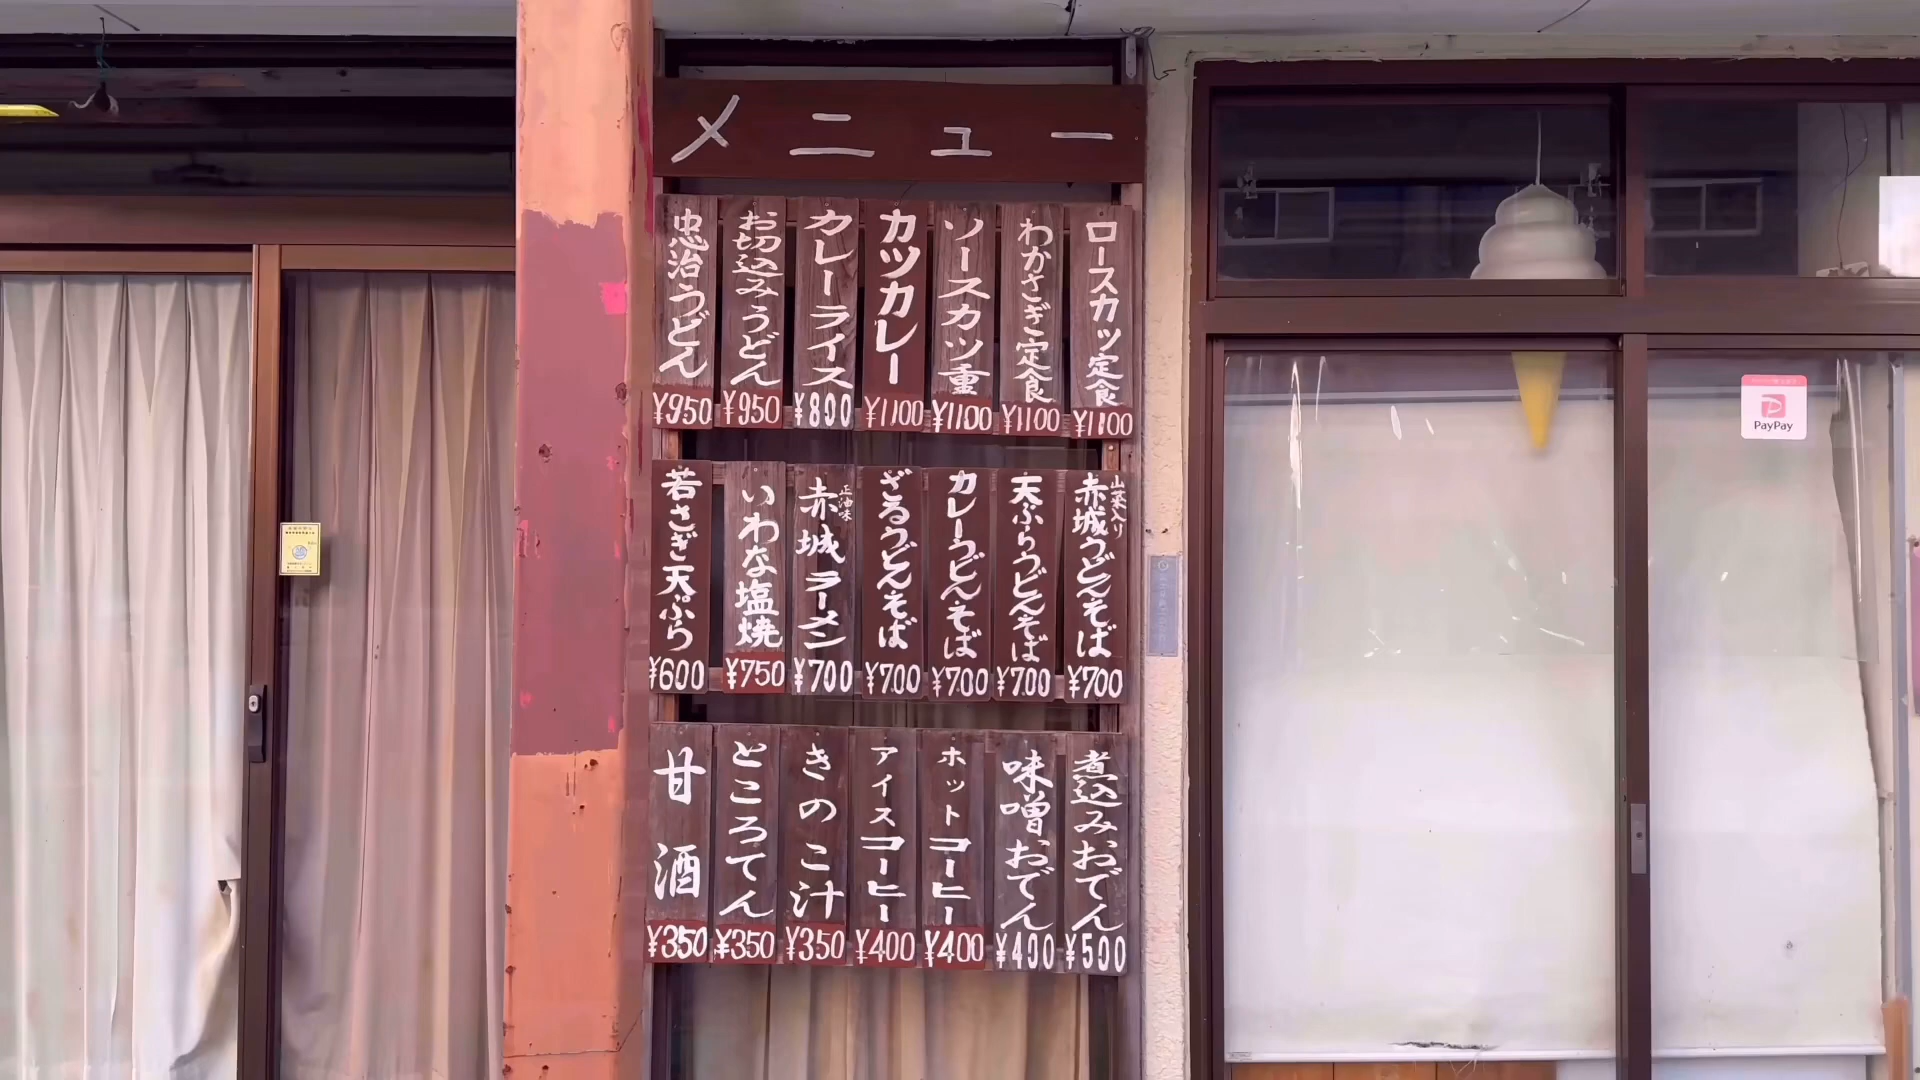 メニュー
ロースカツ定食
¥1100
わかさぎ定食
¥1100
ソースカツ重
¥1100
カツカレー
¥1100
カレーライス
¥800
お切込みうどん
¥950
忠治うどん
¥950
山菜入り
赤城うどんそば
¥700
天ぷらうどんそば
¥700
カレーうどんそば
¥700
ざるうどんそば
¥700
正油味
赤城ラーメン
¥700
いわな塩焼
¥750
若さぎ天ぷら
¥600
煮込みおでん
¥500
味噌おでん
¥400
ホットコーヒー
¥400
アイスコーヒー
¥400
きのこ汁
¥350
ところてん
¥350
甘酒
¥350
PayPay